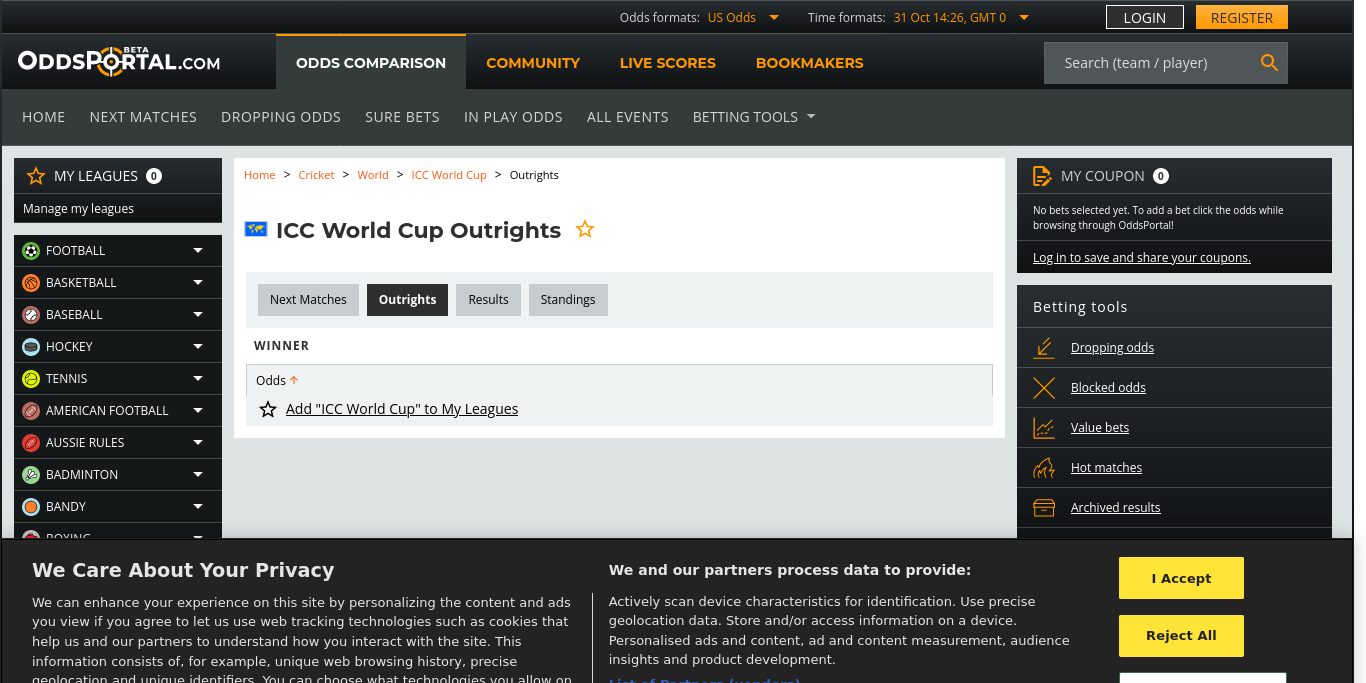 Odds formats: US Odds
Time formats: 31 Oct 14:26, GMT 0
LOGIN
REGISTER
ODDSPORTAL.COM
BETA
ODDS COMPARISON
COMMUNITY
LIVE SCORES
BOOKMAKERS
Search (team / player)
HOME
NEXT MATCHES
DROPPING ODDS
SURE BETS
IN PLAY ODDS
ALL EVENTS
BETTING TOOLS
MY LEAGUES 0
Manage my leagues
FOOTBALL
BASKETBALL
BASEBALL
HOCKEY
TENNIS
AMERICAN FOOTBALL
AUSSIE RULES
BADMINTON
BANDY
BOXING
Home > Cricket > World > ICC World Cup > Outrights
ICC World Cup Outrights
Next Matches
Outrights
Results
Standings
WINNER
Odds
Add "ICC World Cup" to My Leagues
MY COUPON 0
No bets selected yet. To add a bet click the odds while
browsing through OddsPortal!
Log in to save and share your coupons.
Betting tools
Dropping odds
Blocked odds
Value bets
Hot matches
Archived results
We Care About Your Privacy
We can enhance your experience on this site by personalizing the content and ads
you view if you agree to let us use web tracking technologies such as cookies that
help us and our partners to understand how you interact with the site. This
information consists of, for example, unique web browsing history, precise
geolocation and unique identifiers. You can choose what technologies you allow on
We and our partners process data to provide:
Actively scan device characteristics for identification. Use precise
geolocation data. Store and/or access information on a device.
Personalised ads and content, ad and content measurement, audience
insights and product development.
List of Partners (vendors)
I Accept
Reject All